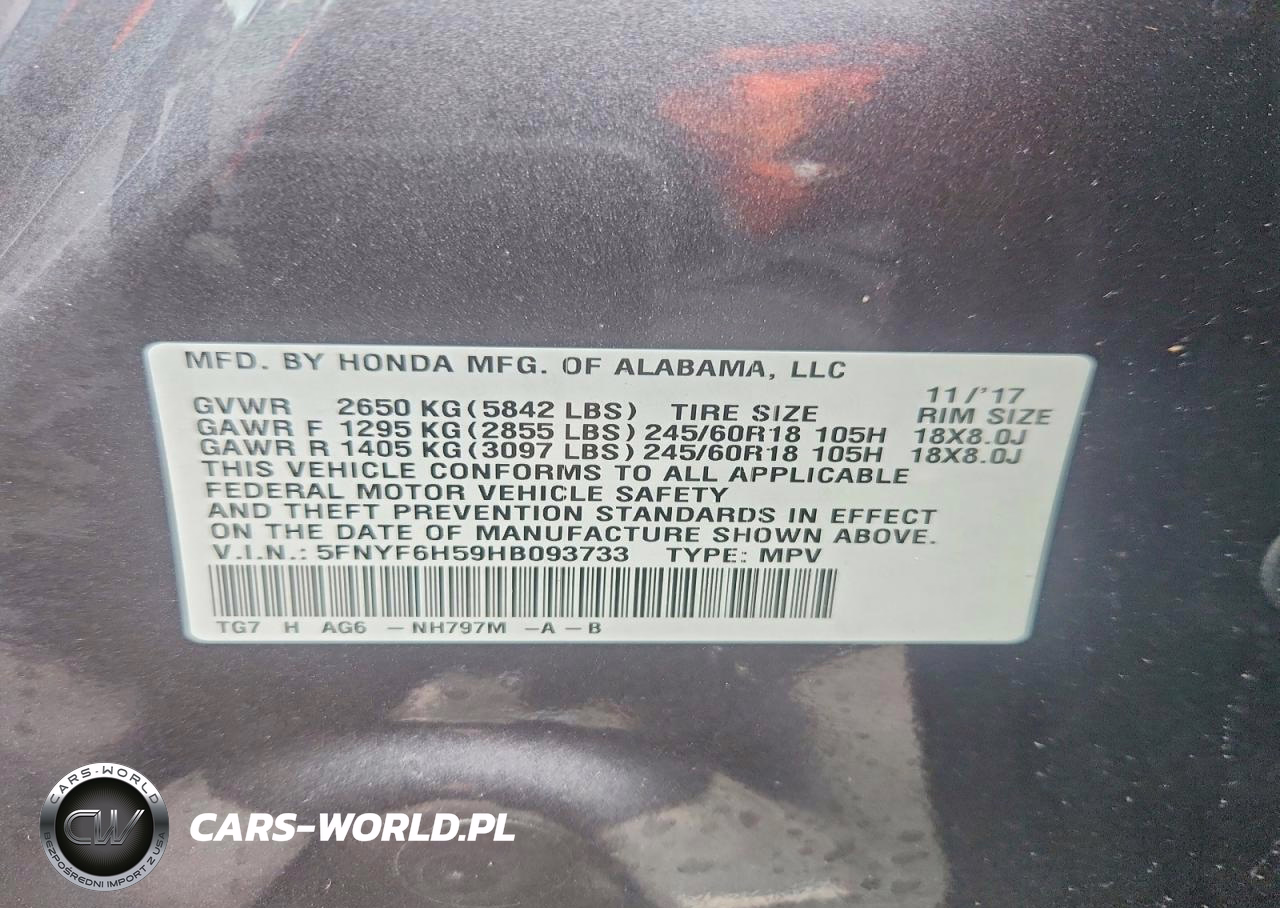 MFD. BY HONDA MFG. OF ALABAMA, LLC
11/'17
GVWR 2650 KG (5842 LBS) TIRE SIZE RIM SIZE
GAWR F 1295 KG (2855 LBS) 245/60R18 105H 18X8.0J
GAWR R 1405 KG (3097 LBS) 245/60R18 105H 18X8.0J
THIS VEHICLE CONFORMS TO ALL APPLICABLE
FEDERAL MOTOR VEHICLE SAFETY
AND THEFT PREVENTION STANDARDS IN EFFECT
ON THE DATE OF MANUFACTURE SHOWN ABOVE.
V.I.N.: 5FNYF6H59HB093733 TYPE: MPV
TG7 H AG6 -NH797M -A-B
CARS-WORLD
CW
BEZPOŚREDNI IMPORT Z USA
CARS-WORLD.PL